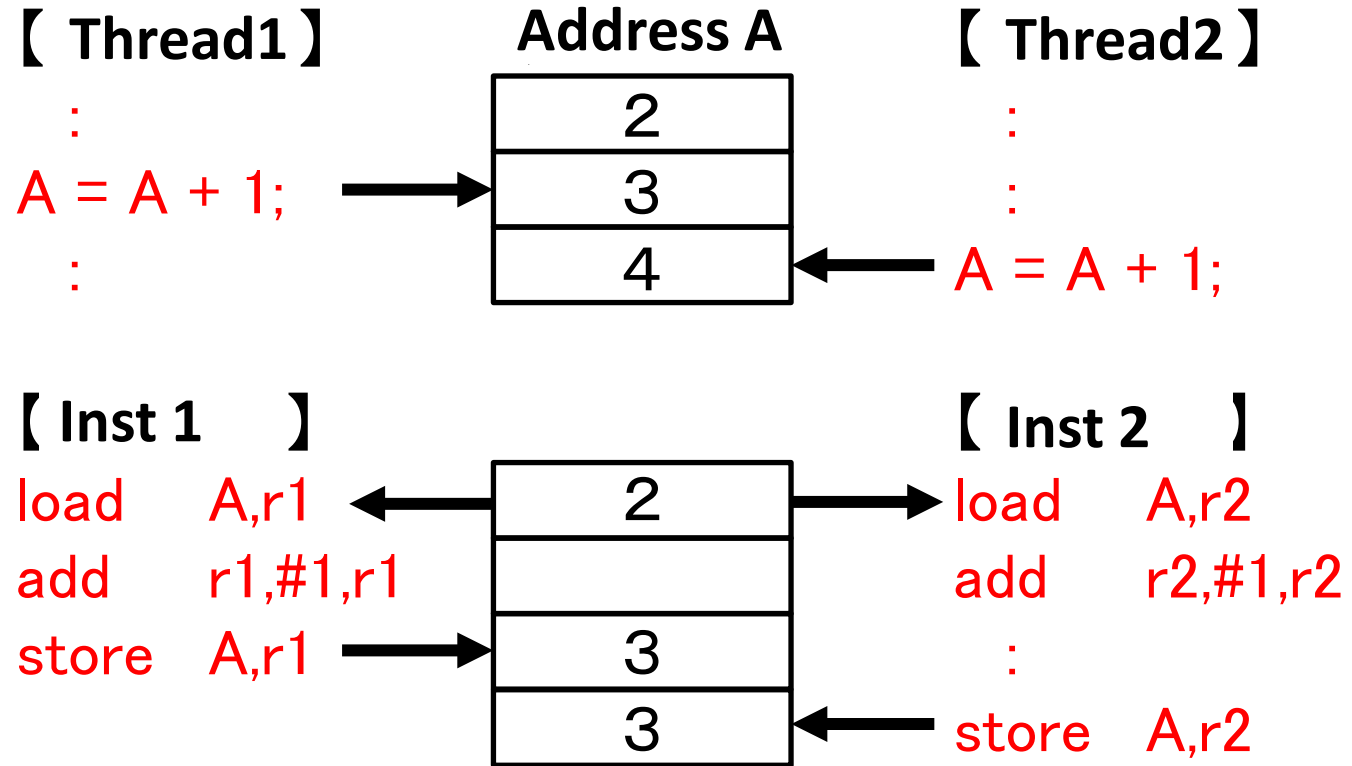 【 Thread1 】
Address A
【 Thread2 】
:
2
:
A = A + 1;
3
:
:
4
A = A + 1;
【 Inst 1 】
【 Inst 2 】
load A,r1
2
load A,r2
add r1,#1,r1
add r2,#1,r2
store A,r1
3
:
3
store A,r2